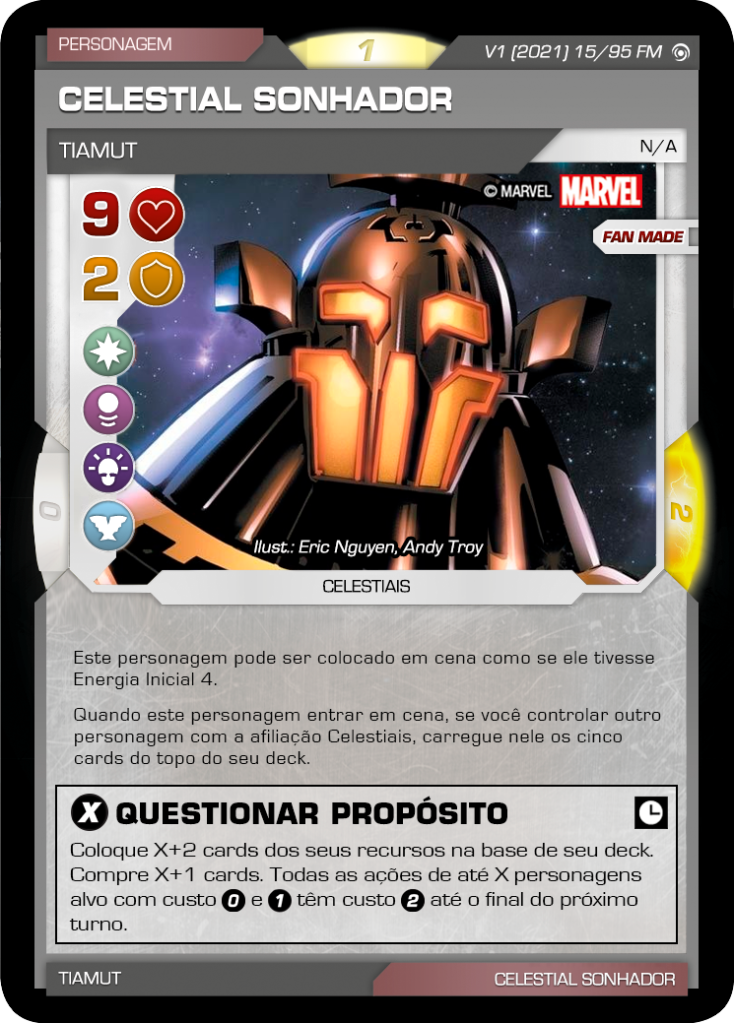 PERSONAGEM
1
V1 (2021) 15/95 FM
CELESTIAL SONHADOR
TIAMUT
N/A
9
© MARVEL MARVEL
FAN MADE
2
0
2
Ilust.: Eric Nguyen, Andy Troy
CELESTIAIS
Este personagem pode ser colocado em cena como se ele tivesse
Energia Inicial 4.
Quando este personagem entrar em cena, se você controlar outro
personagem com a afiliação Celestiais, carregue nele os cinco
cards do topo do seu deck.
X QUESTIONAR PROPÓSITO
Coloque X+2 cards dos seus recursos na base de seu deck.
Compre X+1 cards. Todas as ações de até X personagens
alvo com custo 0 e 1 têm custo 2 até o final do próximo
turno.
TIAMUT
CELESTIAL SONHADOR